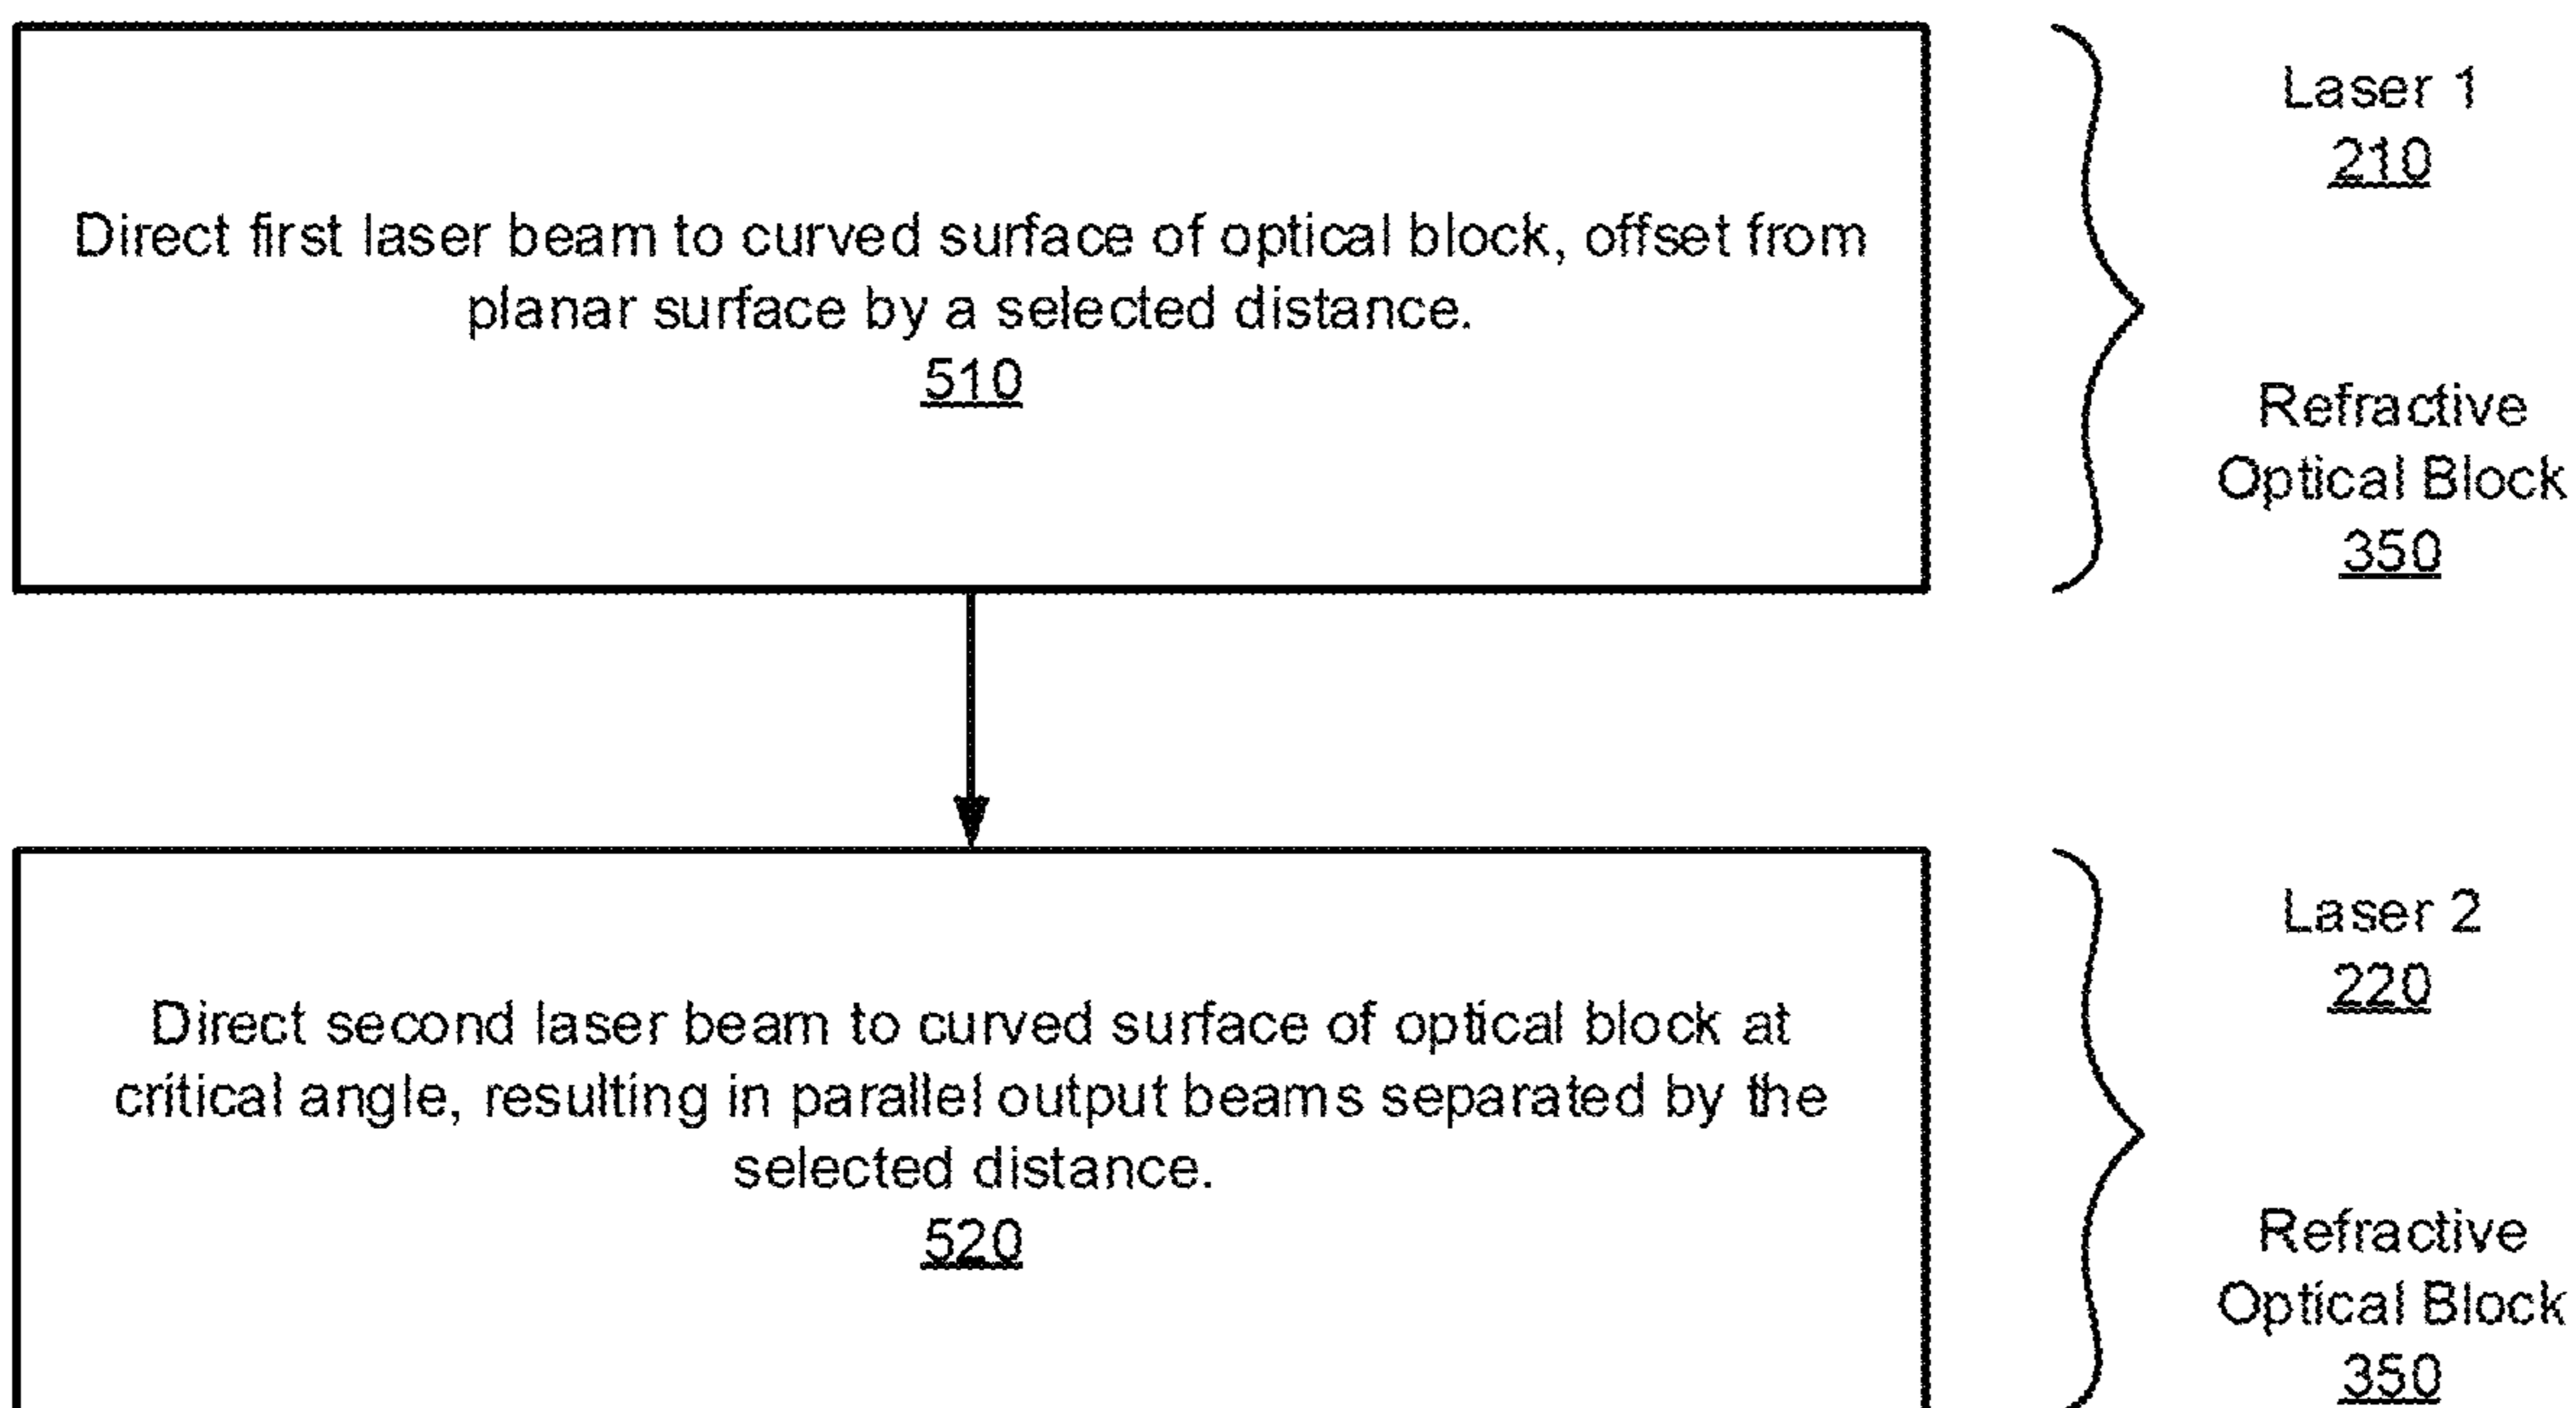 Direct first laser beam to curved surface of optical block, offset from
planar surface by a selected distance.
510
Laser 1
210
Refractive
Optical Block
350
Direct second laser beam to curved surface of optical block at
critical angle, resulting in parallel output beams separated by the
selected distance.
520
Laser 2
220
Refractive
Optical Block
350